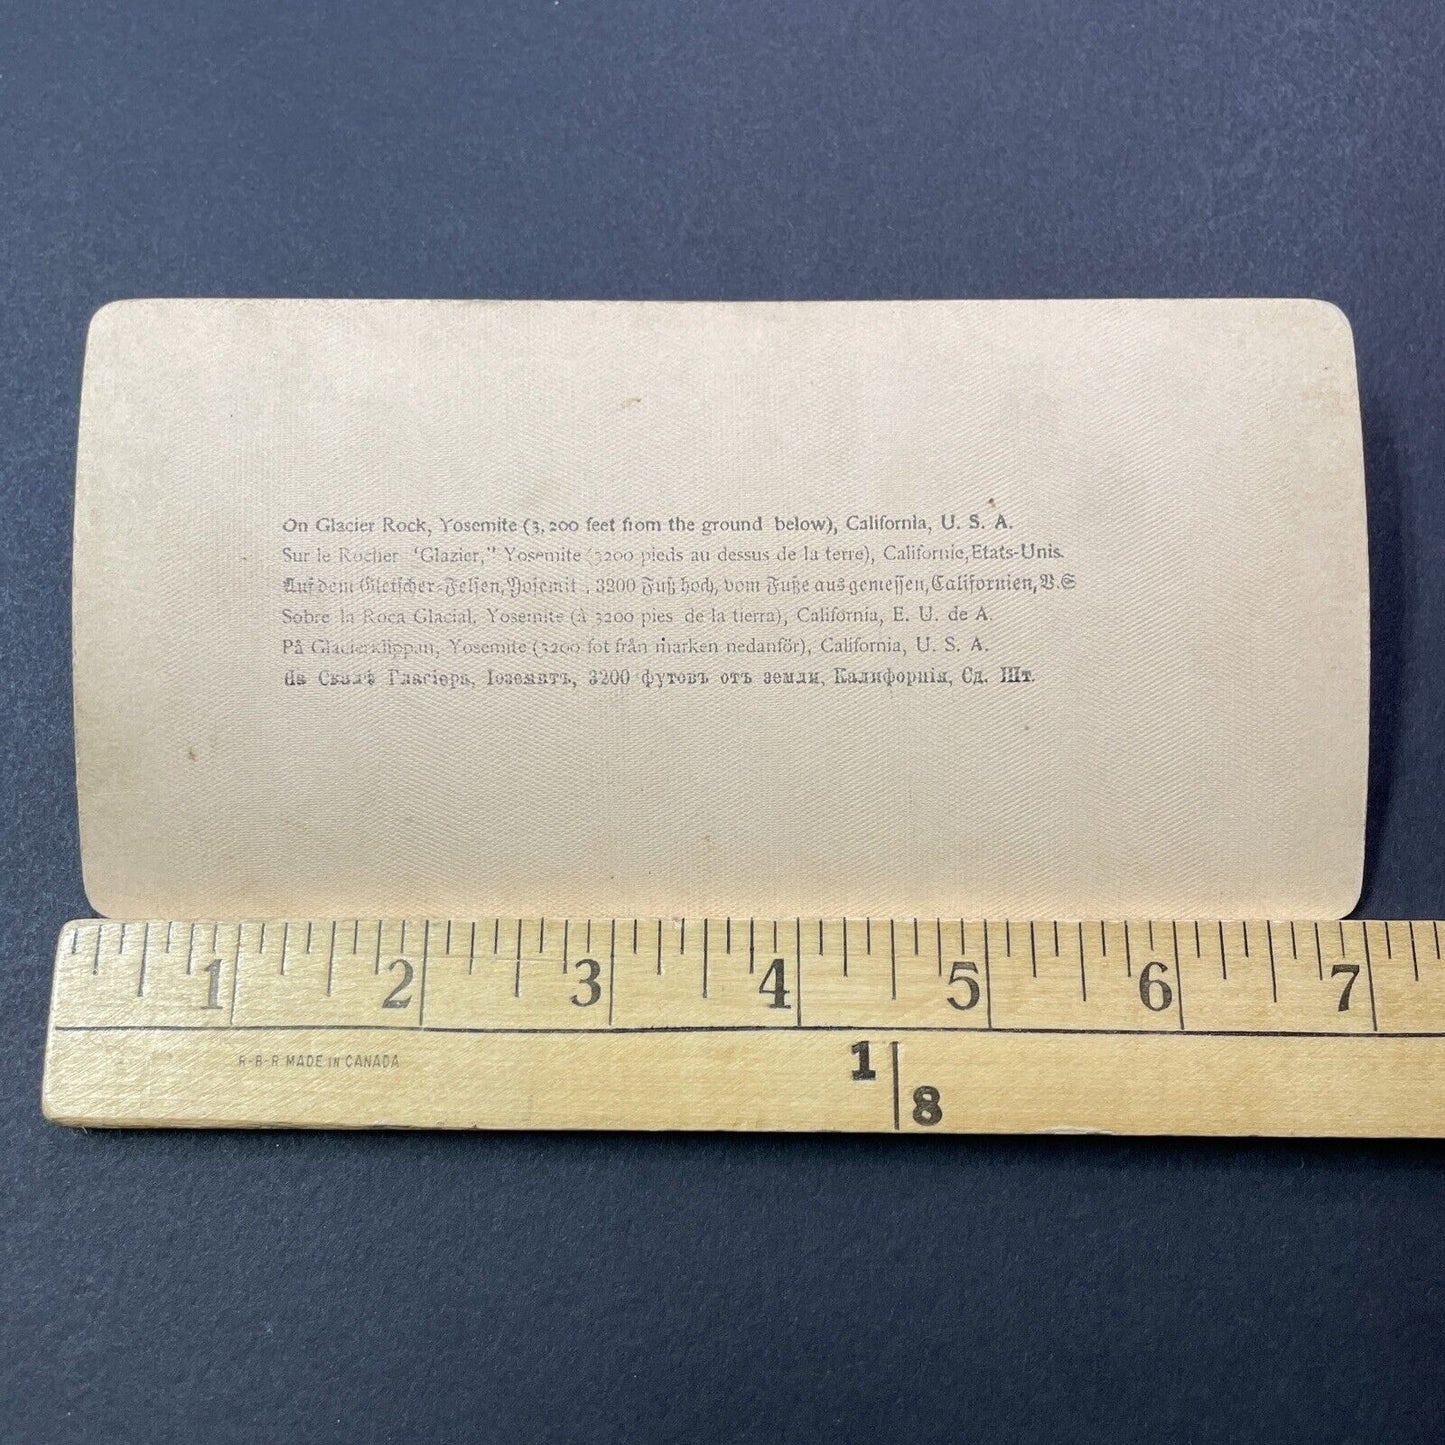 On Glacier Rock, Yosemite (3,200 feet from the ground below), California, U. S. A.
Sur le Rocher "Glazier," Yosemite (3200 pieds au dessus de la terre), Californie, Etats-Unis.
Auf dem Gletscher-Felsen, Yosemit, 3200 Fuß hoch, vom Fuße aus gemessen, Californien, V.S
Sobre la Roca Glacial, Yosemite (à 3200 pies de la tierra), California, E. U. de A.
På Glacierklippan, Yosemite (3200 fot från marken nedanför), California, U. S. A.
На Скалѣ Гласіера, Іоземитъ, 3200 футовъ отъ земли, Калифорнія, Сд. Шт.
1 2 3 4 5 6 7
R-B-R MADE IN CANADA
1
8